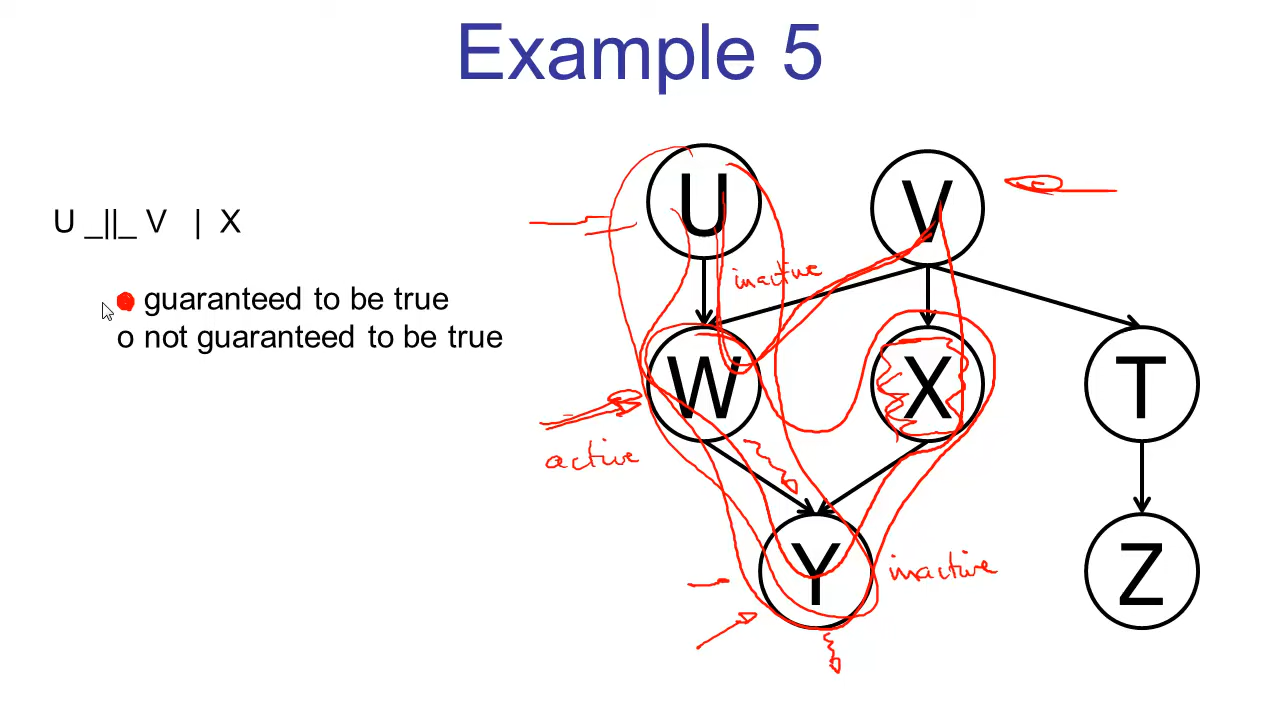 Example 5
U _||_ V | X
guaranteed to be true
o not guaranteed to be true
U
V
inactive
W
X
T
active
Y
inactive
Z